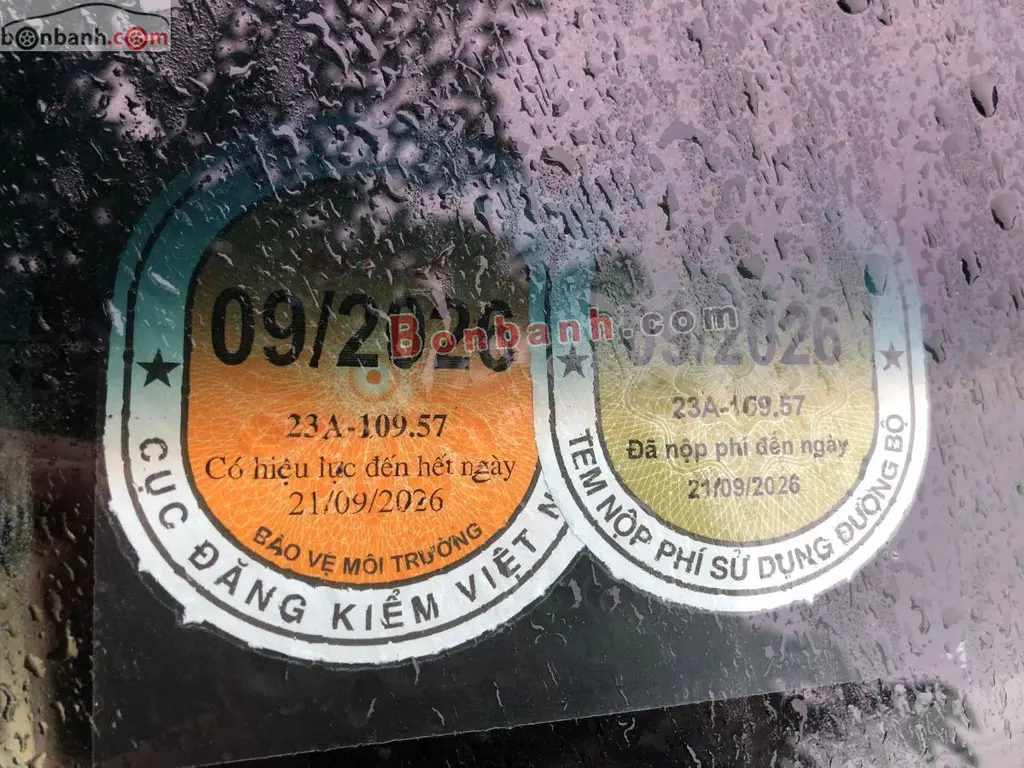 bonbanh.com
09/2026
23A-109.57
Có hiệu lực đến hết ngày
21/09/2026
BẢO VỆ MÔI TRƯỜNG
CỤC ĐĂNG KIỂM VIỆT N
Bonbanh.com
09/2026
23A-109.57
Đã nộp phí đến ngày
21/09/2026
TEM NỘP PHÍ SỬ DỤNG ĐƯỜNG BỘ